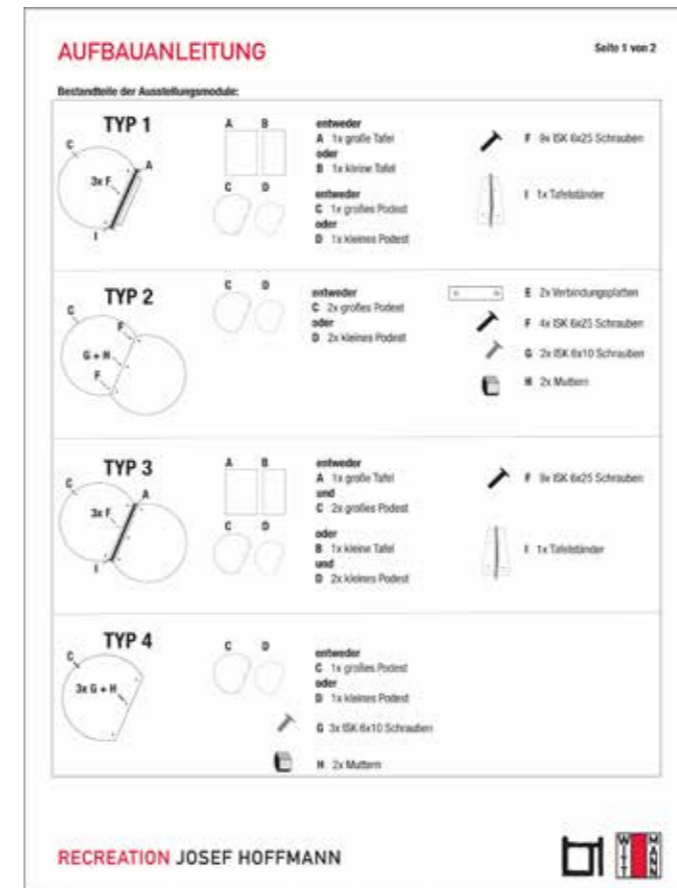 AUFBAUANLEITUNG
Seite 1 von 2
Bestandteile der Ausstellungsmodule:
TYP 1
C
A
3x F
I
A B
C D
entweder
A 1x große Tafel
oder
B 1x kleine Tafel
entweder
C 1x großes Podest
oder
D 1x kleines Podest
F 9x ISK 6x25 Schrauben
I 1x Tafelständer
TYP 2
C
F
G + H
F
C D
entweder
C 2x großes Podest
oder
D 2x kleines Podest
E 2x Verbindungsplatten
F 4x ISK 6x25 Schrauben
G 2x ISK 6x10 Schrauben
H 2x Muttern
TYP 3
C
A
3x F
I
A B
C D
entweder
A 1x große Tafel
und
C 2x großes Podest
oder
B 1x kleine Tafel
und
D 2x kleines Podest
F 9x ISK 6x25 Schrauben
I 1x Tafelständer
TYP 4
C
3x G + H
C D
entweder
C 1x großes Podest
oder
D 1x kleines Podest
G 3x ISK 6x10 Schrauben
H 2x Muttern
RECREATION JOSEF HOFFMANN
WITT
MANN